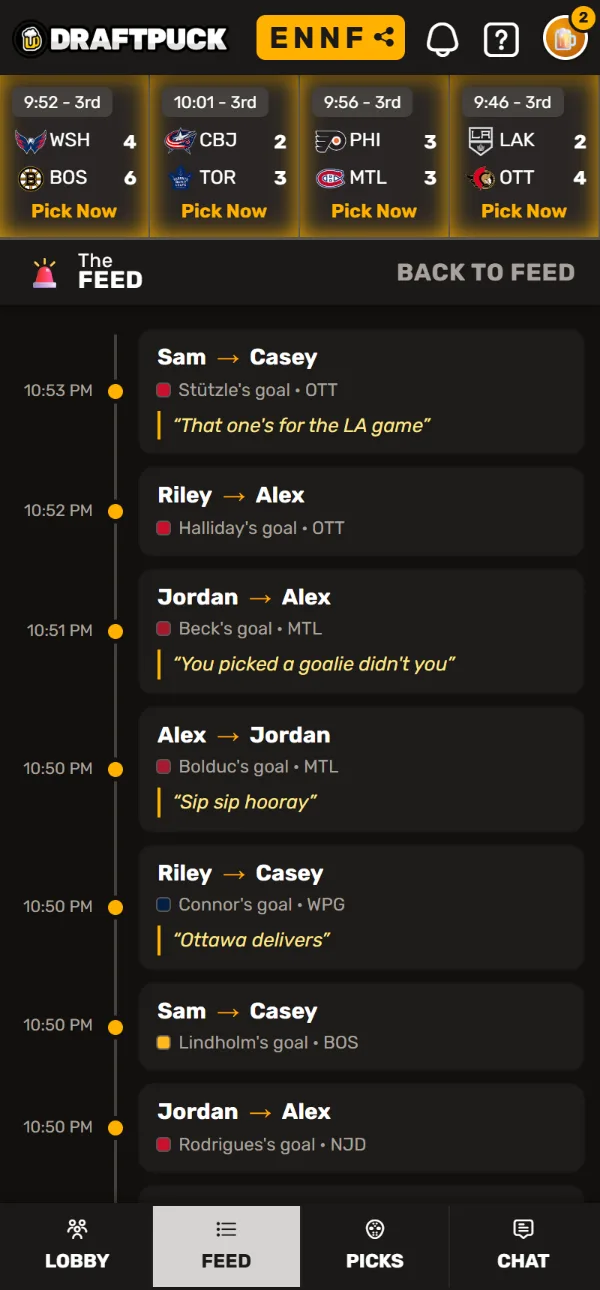 DRAFTPUCK
ENNF
2
9:52 - 3rd
WSH 4
BOS 6
Pick Now
10:01 - 3rd
CBJ 2
TOR 3
Pick Now
9:56 - 3rd
PHI 3
MTL 3
Pick Now
9:46 - 3rd
LA
LAK 2
OTT 4
Pick Now
The
FEED
BACK TO FEED
10:53 PM
Sam → Casey
Stützle's goal • OTT
“That one's for the LA game”
10:52 PM
Riley → Alex
Halliday's goal • OTT
10:51 PM
Jordan → Alex
Beck's goal • MTL
“You picked a goalie didn't you”
10:50 PM
Alex → Jordan
Bolduc's goal • MTL
“Sip sip hooray”
10:50 PM
Riley → Casey
Connor's goal • WPG
“Ottawa delivers”
10:50 PM
Sam → Casey
Lindholm's goal • BOS
10:50 PM
Jordan → Alex
Rodrigues's goal • NJD
LOBBY
FEED
PICKS
CHAT